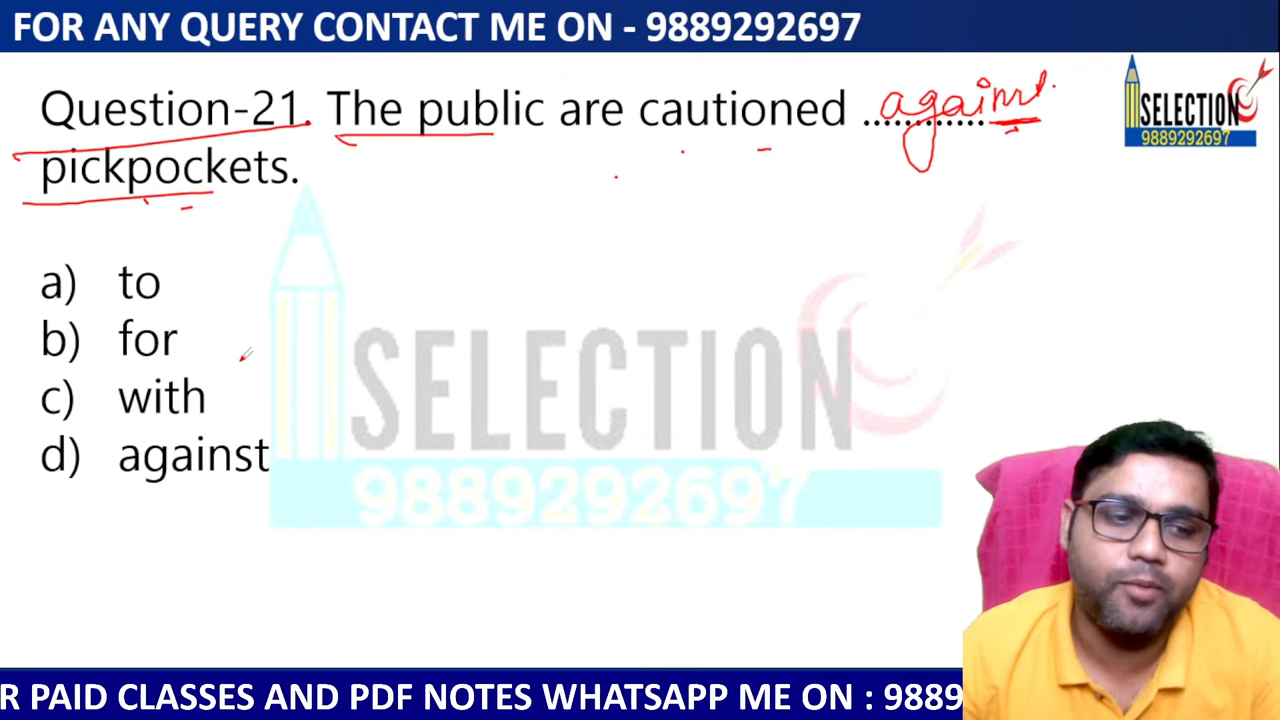 FOR ANY QUERY CONTACT ME ON - 9889292697
Question-21. The public are cautioned ............. against.
pickpockets.
SELECTION
9889292697
a) to
b) for
c) with
d) against
SELECTION
9889292697
R PAID CLASSES AND PDF NOTES WHATSAPP ME ON : 9889